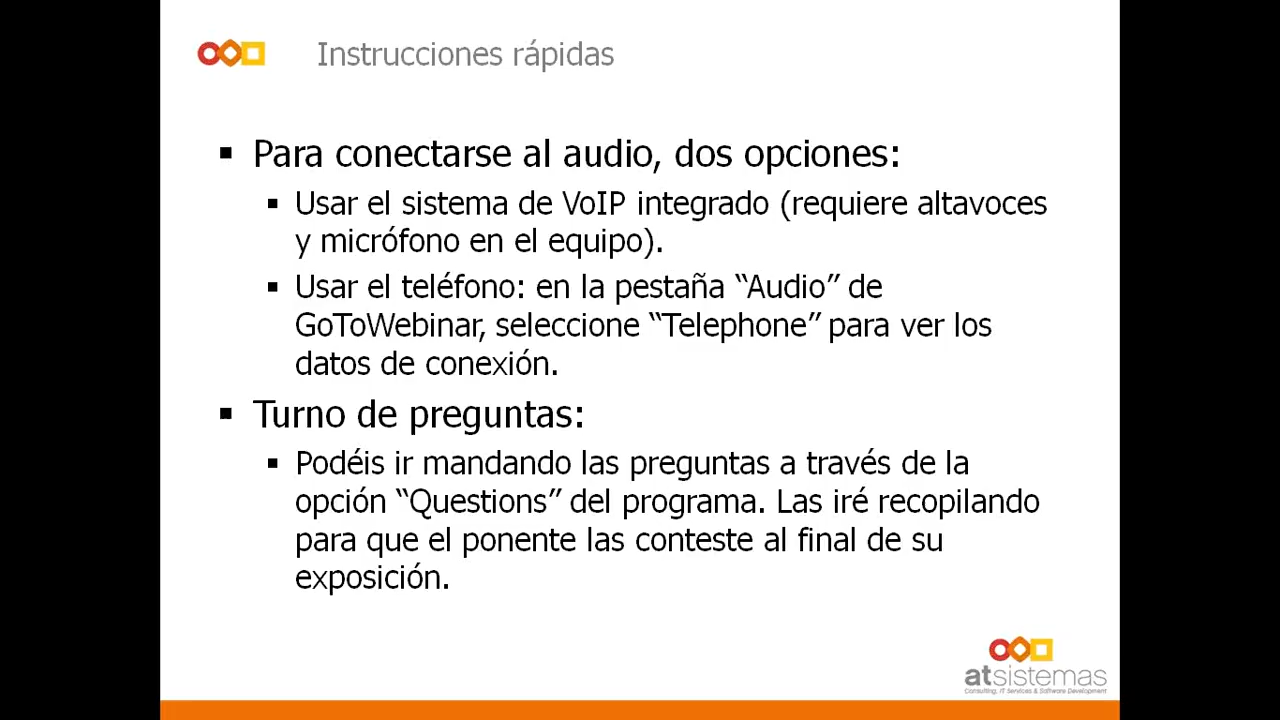 Instrucciones rápidas
Para conectarse al audio, dos opciones:
Usar el sistema de VoIP integrado (requiere altavoces
y micrófono en el equipo).
Usar el teléfono: en la pestaña “Audio” de
GoToWebinar, seleccione “Telephone” para ver los
datos de conexión.
Turno de preguntas:
Podéis ir mandando las preguntas a través de la
opción “Questions” del programa. Las iré recopilando
para que el ponente las conteste al final de su
exposición.
atsistemas
Consulting, IT Services & Software Development